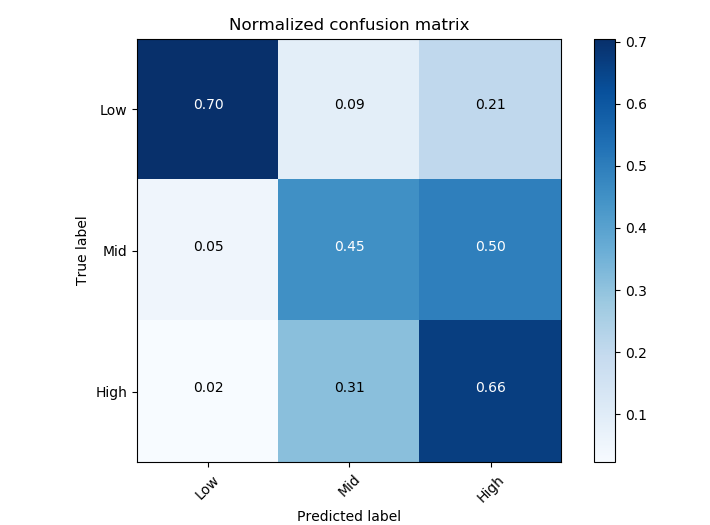 Normalized confusion matrix
Low 0.70 0.09 0.21
Mid 0.05 0.45 0.50
High 0.02 0.31 0.66
Low Mid High
True label
Predicted label
0.7
0.6
0.5
0.4
0.3
0.2
0.1